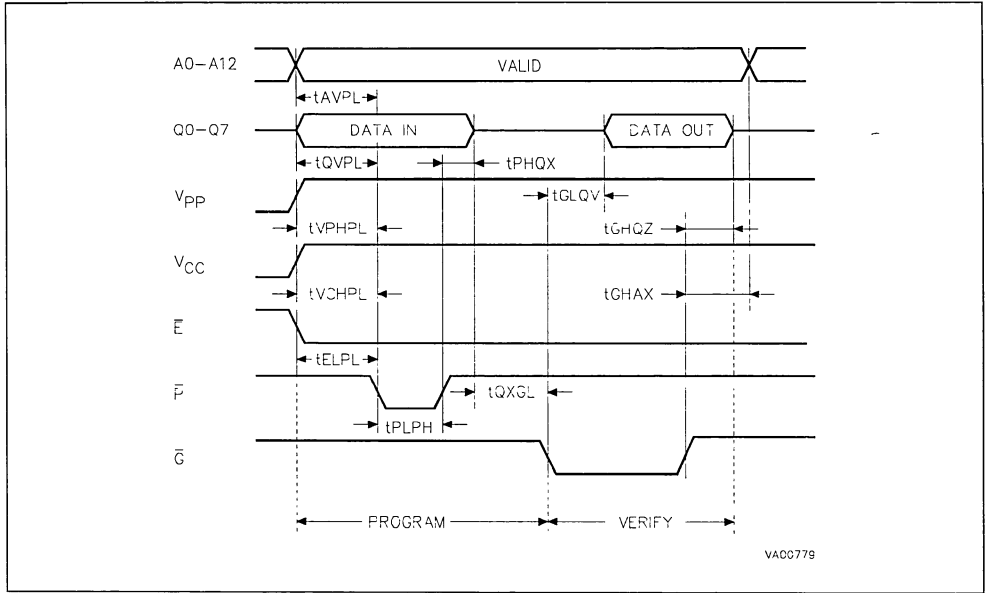 A0-A12
VALID
tAVPL
Q0-Q7
DATA IN
DATA OUT
tQVPL
tPHQX
VPP
tGLQV
tVPHPL
tGHQZ
VCC
tVCHPL
tGHAX
E̅
tELPL
P̅
tQXGL
tPLPH
G̅
PROGRAM
VERIFY
VA00779